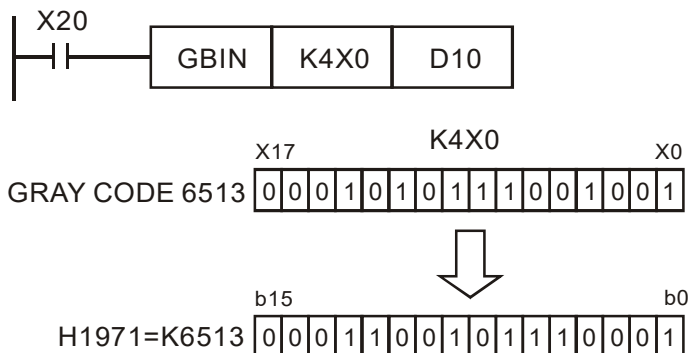 X20
GBIN K4X0 D10
K4X0
X17 X0
GRAY CODE 6513 0 0 0 1 0 1 0 1 1 1 0 0 1 0 0 1
b15 b0
H1971=K6513 0 0 0 1 1 0 0 1 0 1 1 1 0 0 0 1